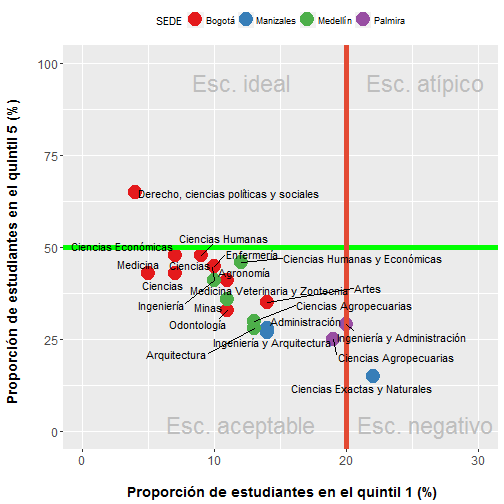 SEDE Bogotá Manizales Medellín Palmira
Proporción de estudiantes en el quintil 5 (%)
100
75
50
25
0
Esc. ideal
Esc. atípico
Derecho, ciencias políticas y sociales
Ciencias Humanas
Ciencias Económicas
Enfermería
Ciencias Humanas y Económicas
Medicina
Ciencias
Agronomía
Ciencias
Medicina Veterinaria y Zootecnia
Artes
Ingeniería
Minas
Ciencias Agropecuarias
Odontología
Administración
Ingeniería y Arquitectura
Ingeniería y Administración
Arquitectura
Ciencias Agropecuarias
Ciencias Exactas y Naturales
Esc. aceptable
Esc. negativo
0
10
20
30
Proporción de estudiantes en el quintil 1 (%)